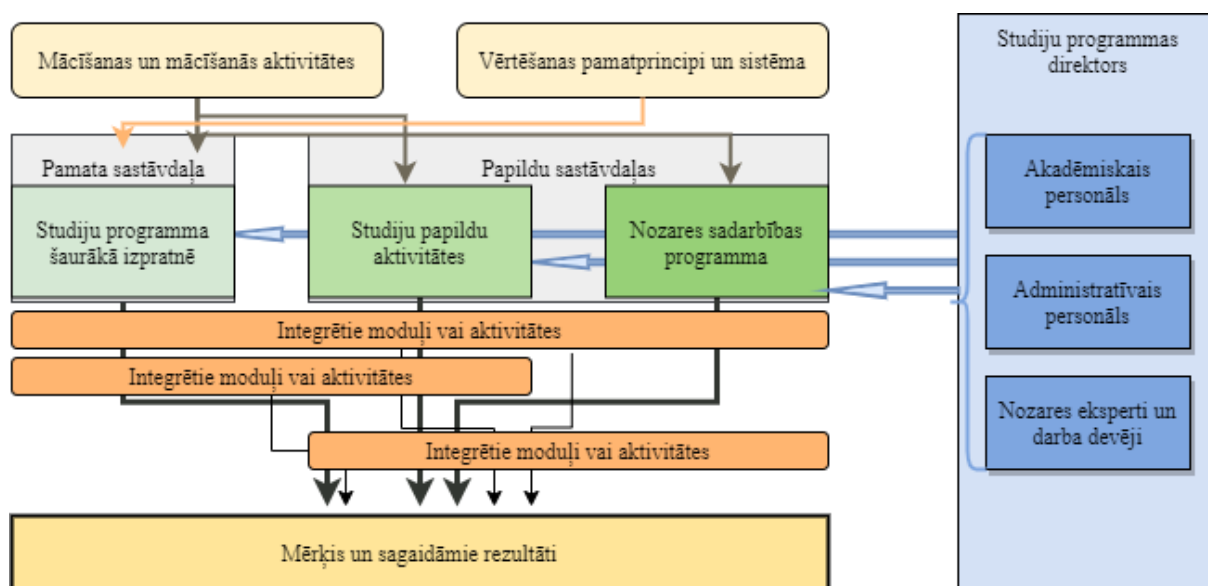 Mācīšanas un mācīšanās aktivitātes
Vērtēšanas pamatprincipi un sistēma
Studiju programmas
direktors
Pamata sastāvdaļa
Papildu sastāvdaļas
Studiju programma
šaurākā izpratnē
Studiju papildu
aktivitātes
Nozares sadarbības
programma
Akadēmiskais
personāls
Administratīvais
personāls
Nozares eksperti un
darba devēji
Integrētie moduļi vai aktivitātes
Integrētie moduļi vai aktivitātes
Integrētie moduļi vai aktivitātes
Mērķis un sagaidāmie rezultāti